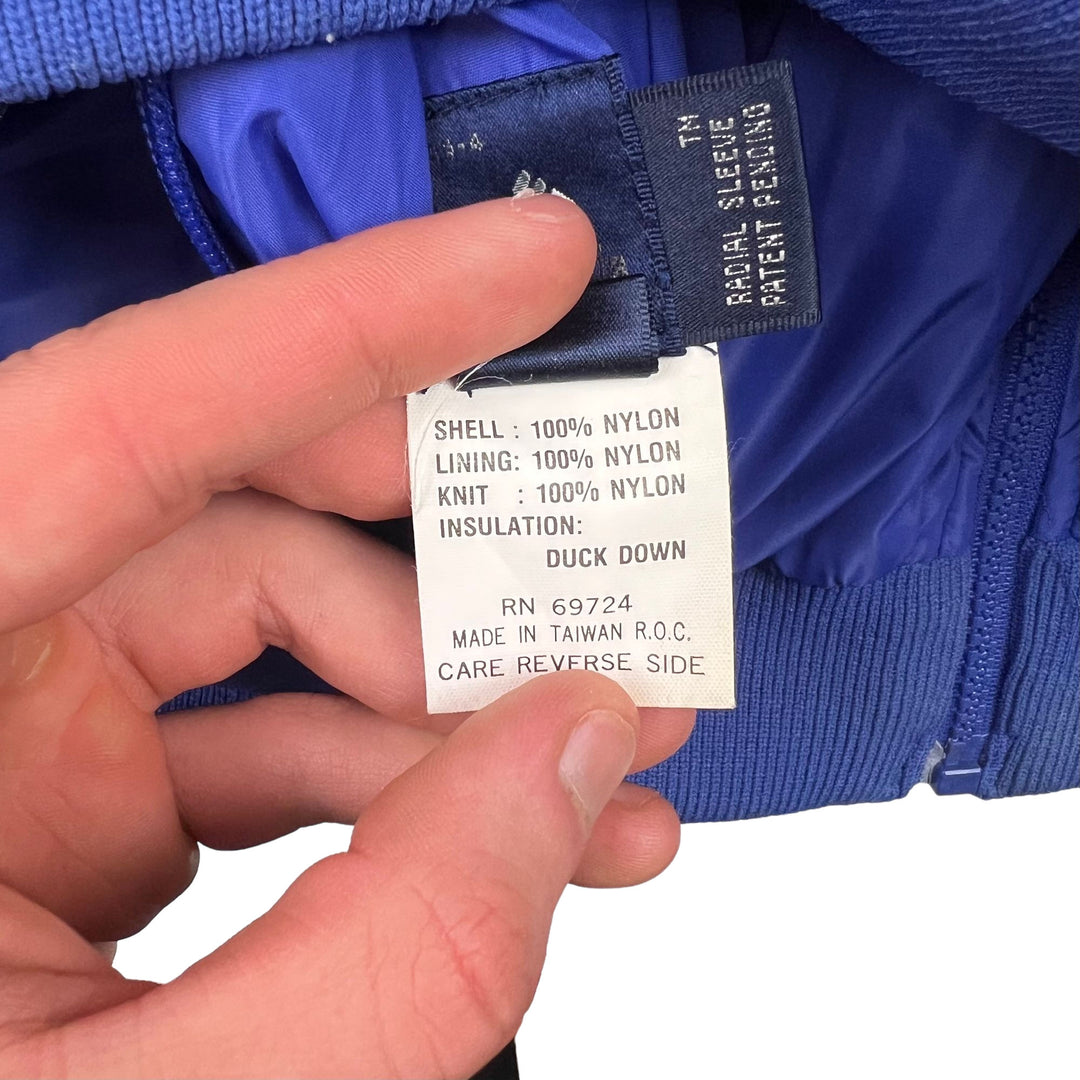 TM
RADIAL SLEEVE
PATENT PENDING
SHELL : 100% NYLON
LINING: 100% NYLON
KNIT : 100% NYLON
INSULATION:
DUCK DOWN
RN 69724
MADE IN TAIWAN R.O.C.
CARE REVERSE SIDE